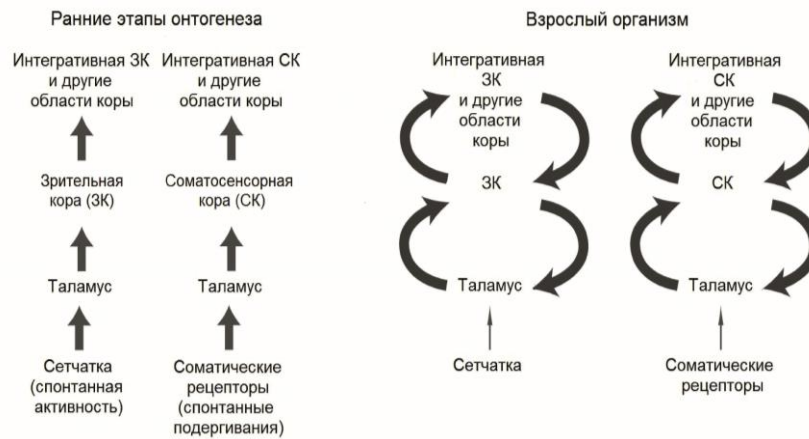 Ранние этапы онтогенеза
Интегративная ЗК
и другие
области коры
Зрительная
кора (ЗК)
Таламус
Сетчатка
(спонтанная
активность)
Интегративная СК
и другие
области коры
Соматосенсорная
кора (СК)
Таламус
Соматические
рецепторы
(спонтанные
подергивания)
Взрослый организм
Интегративная
ЗК
и другие
области
коры
ЗК
Таламус
Сетчатка
Интегративная
СК
и другие
области
коры
СК
Таламус
Соматические
рецепторы